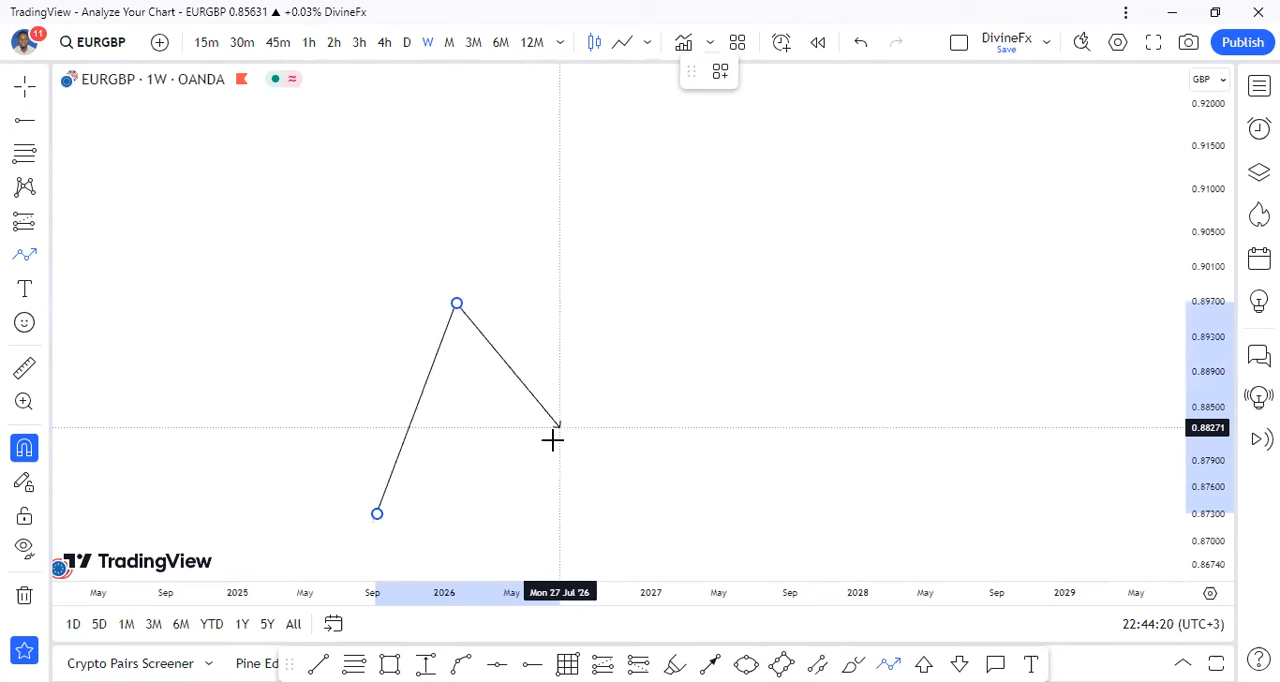 TradingView - Analyze Your Chart - EURGBP 0.85631 ▲ +0.03% DivineFx
11 EURGBP 15m 30m 45m 1h 2h 3h 4h D W M 3M 6M 12M DivineFx Save Publish
EURGBP · 1W · OANDA
GBP
0.92000
0.91500
0.91000
0.90500
0.90100
0.89700
0.89300
0.88900
0.88500
0.88271
0.87900
0.87600
0.87300
0.87000
0.86740
TradingView
May Sep 2025 May Sep 2026 May Mon 27 Jul '26 2027 May Sep 2028 May Sep 2029 May
1D 5D 1M 3M 6M YTD 1Y 5Y All 22:44:20 (UTC+3)
Crypto Pairs Screener Pine Ed